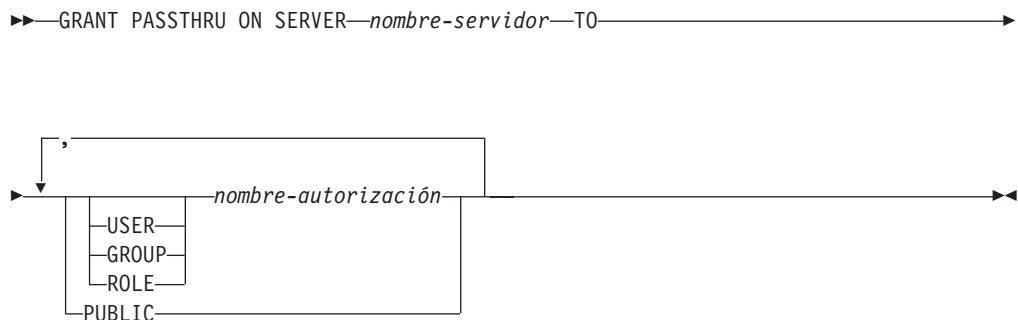 GRANT PASSTHRU ON SERVER nombre-servidor TO
,
nombre-autorización
USER
GROUP
ROLE
PUBLIC